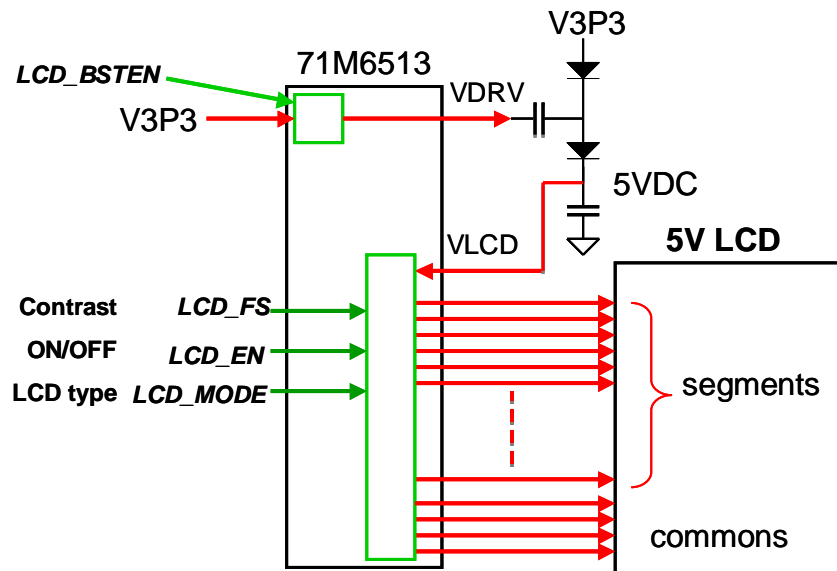 V3P3
71M6513
LCD_BSTEN
VDRV
V3P3
5VDC
VLCD
5V LCD
Contrast LCD_FS
ON/OFF LCD_EN
LCD type LCD_MODE
segments
commons